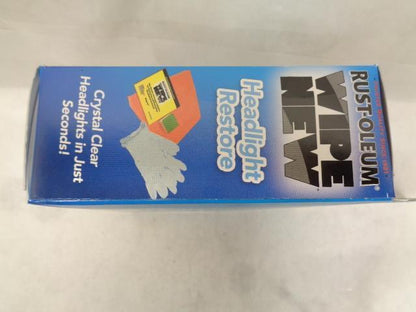 RUST-OLEUM
WIPE
NEW
Headlight
Restore
Crystal Clear
Headlights in Just
Seconds!